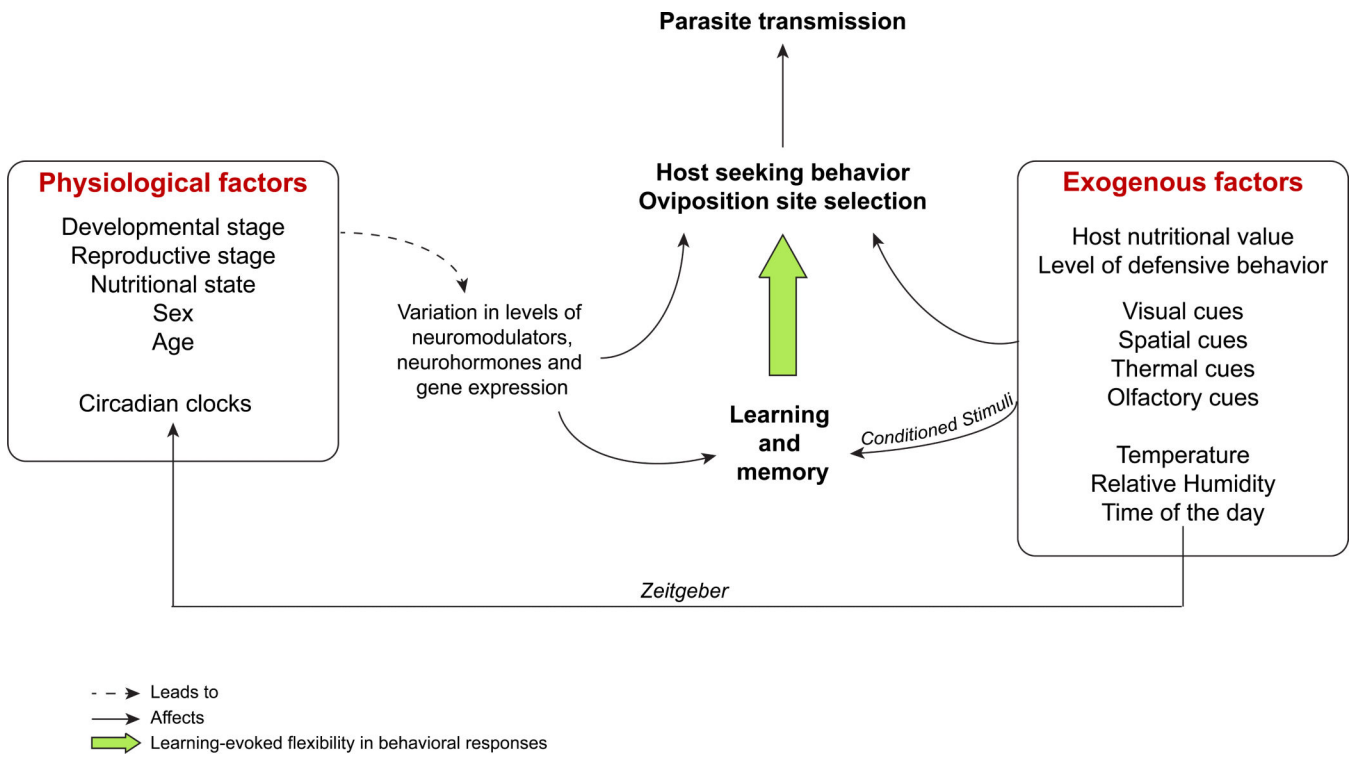 Parasite transmission
Host seeking behavior
Oviposition site selection
Physiological factors
Developmental stage
Reproductive stage
Nutritional state
Sex
Age
Circadian clocks
Variation in levels of
neuromodulators,
neurohormones and
gene expression
Learning
and
memory
Conditioned Stimuli
Exogenous factors
Host nutritional value
Level of defensive behavior
Visual cues
Spatial cues
Thermal cues
Olfactory cues
Temperature
Relative Humidity
Time of the day
Zeitgeber
Leads to
Affects
Learning-evoked flexibility in behavioral responses